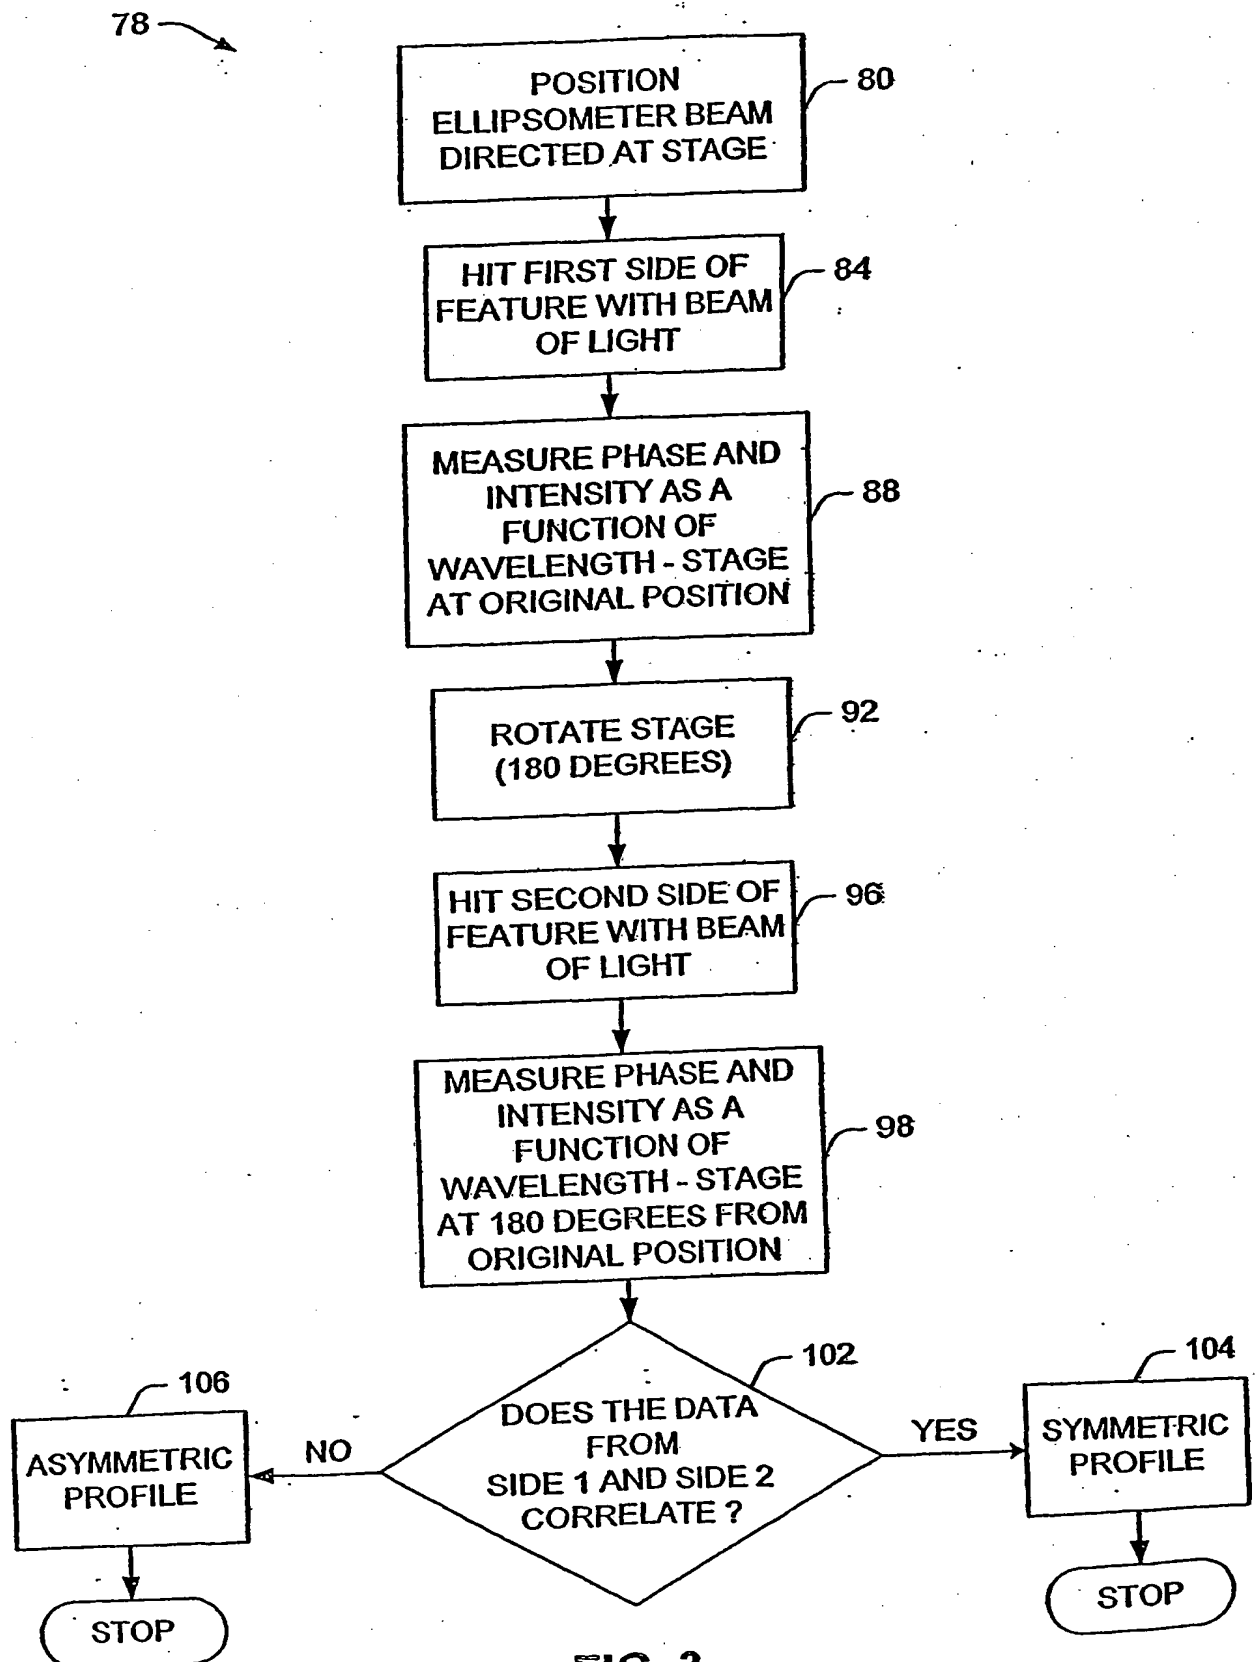 78
POSITION
ELLIPSOMETER BEAM
DIRECTED AT STAGE
80
HIT FIRST SIDE OF
FEATURE WITH BEAM
OF LIGHT
84
MEASURE PHASE AND
INTENSITY AS A
FUNCTION OF
WAVELENGTH - STAGE
AT ORIGINAL POSITION
88
ROTATE STAGE
(180 DEGREES)
92
HIT SECOND SIDE OF
FEATURE WITH BEAM
OF LIGHT
96
MEASURE PHASE AND
INTENSITY AS A
FUNCTION OF
WAVELENGTH - STAGE
AT 180 DEGREES FROM
ORIGINAL POSITION
98
DOES THE DATA
FROM
SIDE 1 AND SIDE 2
CORRELATE ?
102
NO
YES
106
ASYMMETRIC
PROFILE
STOP
104
SYMMETRIC
PROFILE
STOP